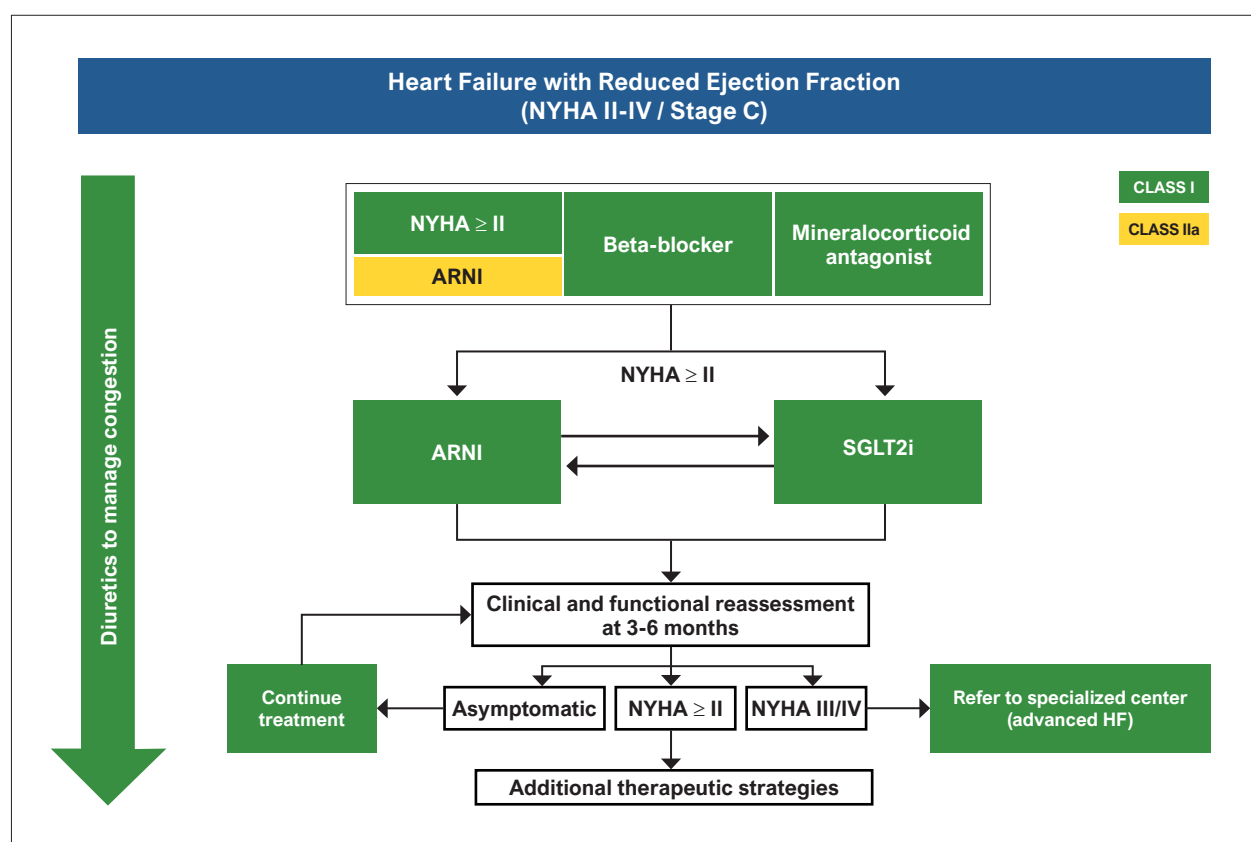 Heart Failure with Reduced Ejection Fraction
(NYHA II-IV / Stage C)
CLASS I
CLASS IIa
NYHA ≥ II
ARNI
Beta-blocker
Mineralocorticoid
antagonist
Diuretics to manage congestion
NYHA ≥ II
ARNI
SGLT2i
Clinical and functional reassessment
at 3-6 months
Continue
treatment
Asymptomatic
NYHA ≥ II
NYHA III/IV
Refer to specialized center
(advanced HF)
Additional therapeutic strategies